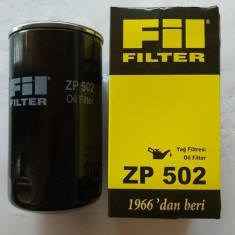 ZP 502
Oil Filter
Fil
FILTER
Fil
FILTER
Yağ Filtresi
Oil Filter
ZP 502
1966'dan beri